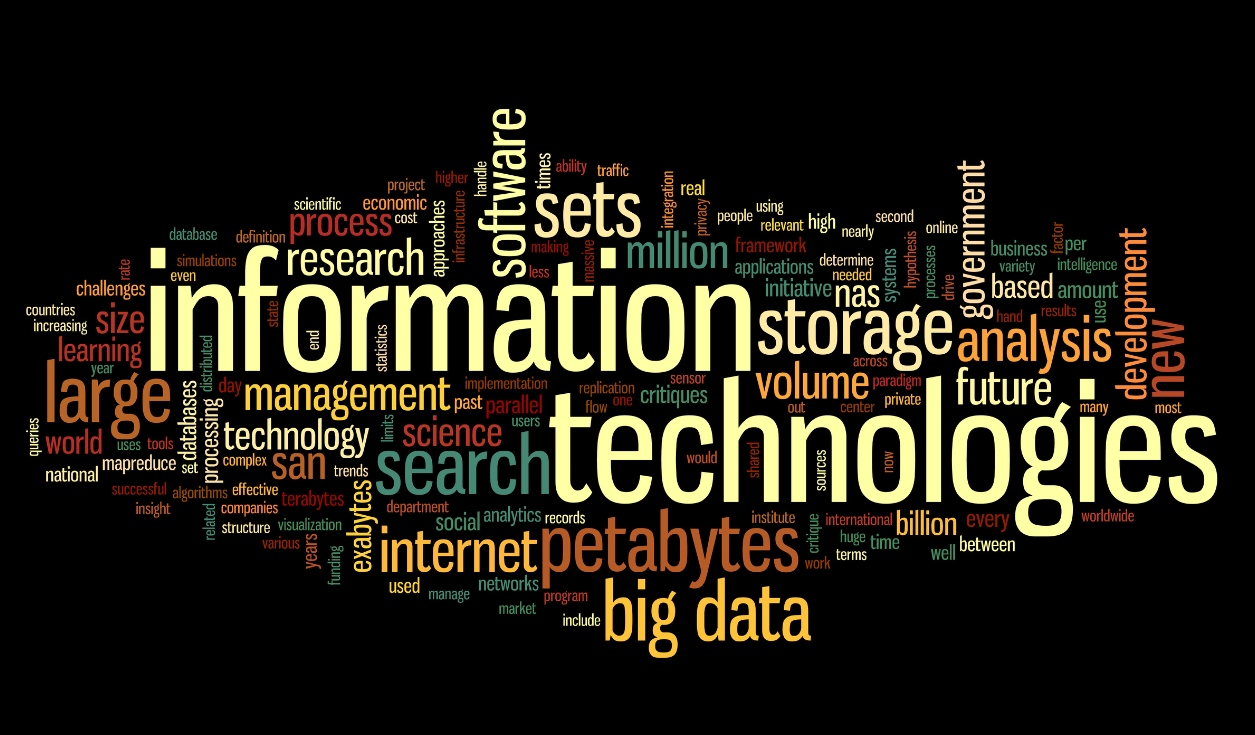 software
times
ability
traffic
handle
higher
project
integration
real
scientific
economic
sets
infrastructure
privacy
people
using
process
cost
approaches
relevant
high
nearly
second
online
government
database
definition
making
massive
million
framework
hypothesis
business
factor
per
research
simulations
even
rate
less
applications
determine
needed
systems
processes
drive
variety
intelligence
development
challenges
information
initiative
nas
based
amount
use
countries
increasing
size
state
end
statistics
storage
hand
results
new
learning
year
distributed
across
analysis
large
day
management
implementation
past
parallel
replication
flow
one
sensor
critiques
volume
paradigm
private
out
center
future
many
most
queries
world
uses
tools
databases
processing
technology
limits
science
users
technologies
national
mapreduce
set
complex
san
trends
search
would
shared
sources
now
successful
algorithms
effective
insight
companies
terabytes
exabytes
department
related
structure
visualization
social
analytics
records
institute
critique
international
billion
every
worldwide
various
years
funding
internet
petabytes
huge
time
terms
well
between
work
used
manage
networks
market
program
include
big data